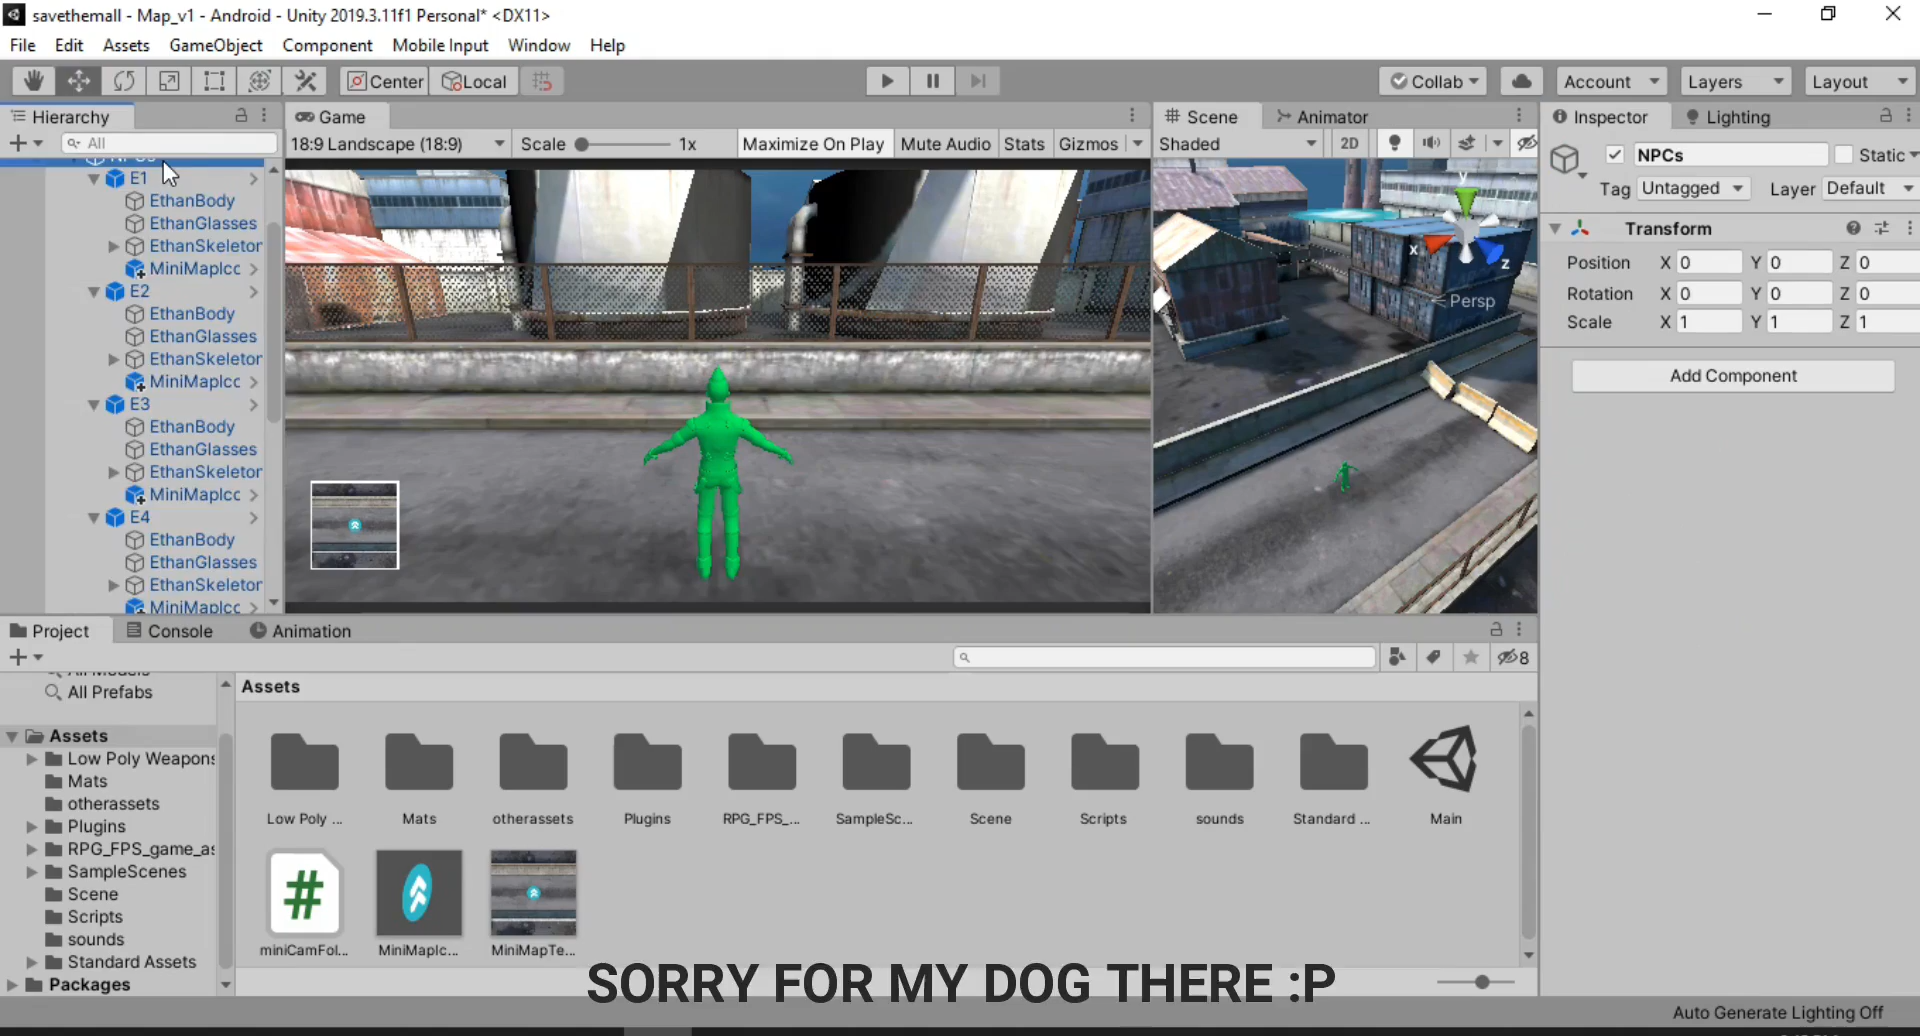 savethemall - Map_v1 - Android - Unity 2019.3.11f1 Personal* <DX11>
File Edit Assets GameObject Component Mobile Input Window Help
Center Local Collab Account Layers Layout
Hierarchy
All
NPCs
E1
EthanBody
EthanGlasses
EthanSkeletor
MiniMapIcc
E2
EthanBody
EthanGlasses
EthanSkeletor
MiniMapIcc
E3
EthanBody
EthanGlasses
EthanSkeletor
MiniMapIcc
E4
EthanBody
EthanGlasses
EthanSkeletor
MiniMapIcc
Game
18:9 Landscape (18:9) Scale 1x Maximize On Play Mute Audio Stats Gizmos
Scene Animator
Shaded 2D
y
x
z
Persp
Inspector Lighting
NPCs Static
Tag Untagged Layer Default
Transform
Position X 0 Y 0 Z 0
Rotation X 0 Y 0 Z 0
Scale X 1 Y 1 Z 1
Add Component
Project Console Animation
8
All Models
All Prefabs
Assets
Low Poly Weapons
Mats
otherassets
Plugins
RPG_FPS_game_as
SampleScenes
Scene
Scripts
sounds
Standard Assets
Packages
Assets
Low Poly ... Mats otherassets Plugins RPG_FPS_... SampleSc... Scene Scripts sounds Standard ... Main
#
miniCamFol... MiniMapIc... MiniMapTe...
SORRY FOR MY DOG THERE :P
Auto Generate Lighting Off